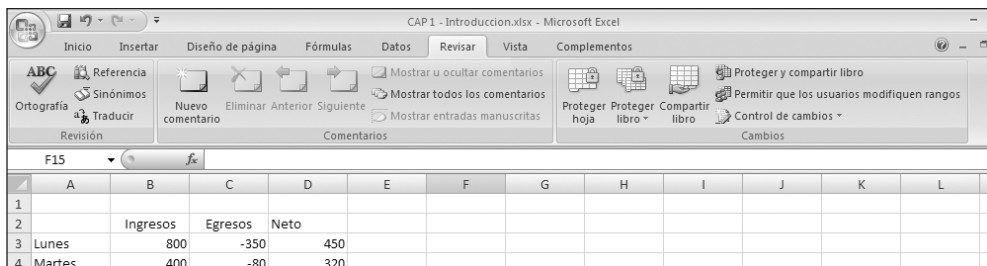 CAP 1 - Introduccion.xlsx - Microsoft Excel
Inicio Insertar Diseño de página Fórmulas Datos Revisar Vista Complementos
ABC
Ortografía
Referencia
Sinónimos
Traducir
Revisión
Nuevo comentario
Eliminar
Anterior
Siguiente
Mostrar u ocultar comentarios
Mostrar todos los comentarios
Mostrar entradas manuscritas
Comentarios
Proteger hoja
Proteger libro
Compartir libro
Proteger y compartir libro
Permitir que los usuarios modifiquen rangos
Control de cambios
Cambios
F15 fx
A B C D E F G H I J K L
1
2 Ingresos Egresos Neto
3 Lunes 800 -350 450
4 Martes 400 -80 320